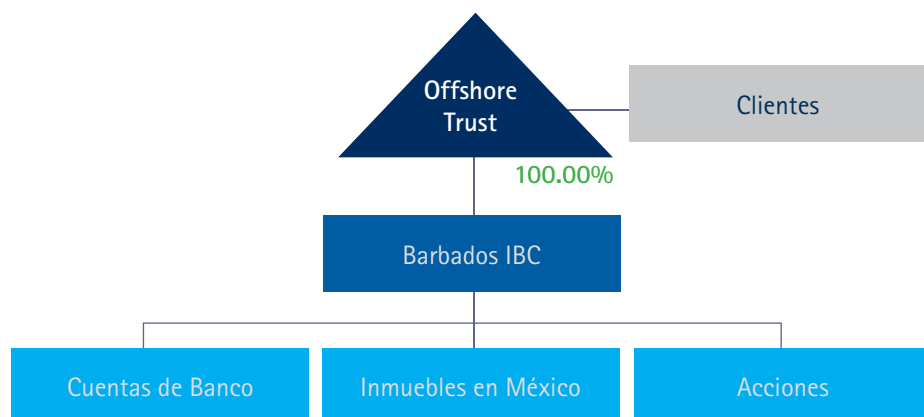 Offshore
Trust
Clientes
100.00%
Barbados IBC
Cuentas de Banco
Inmuebles en México
Acciones